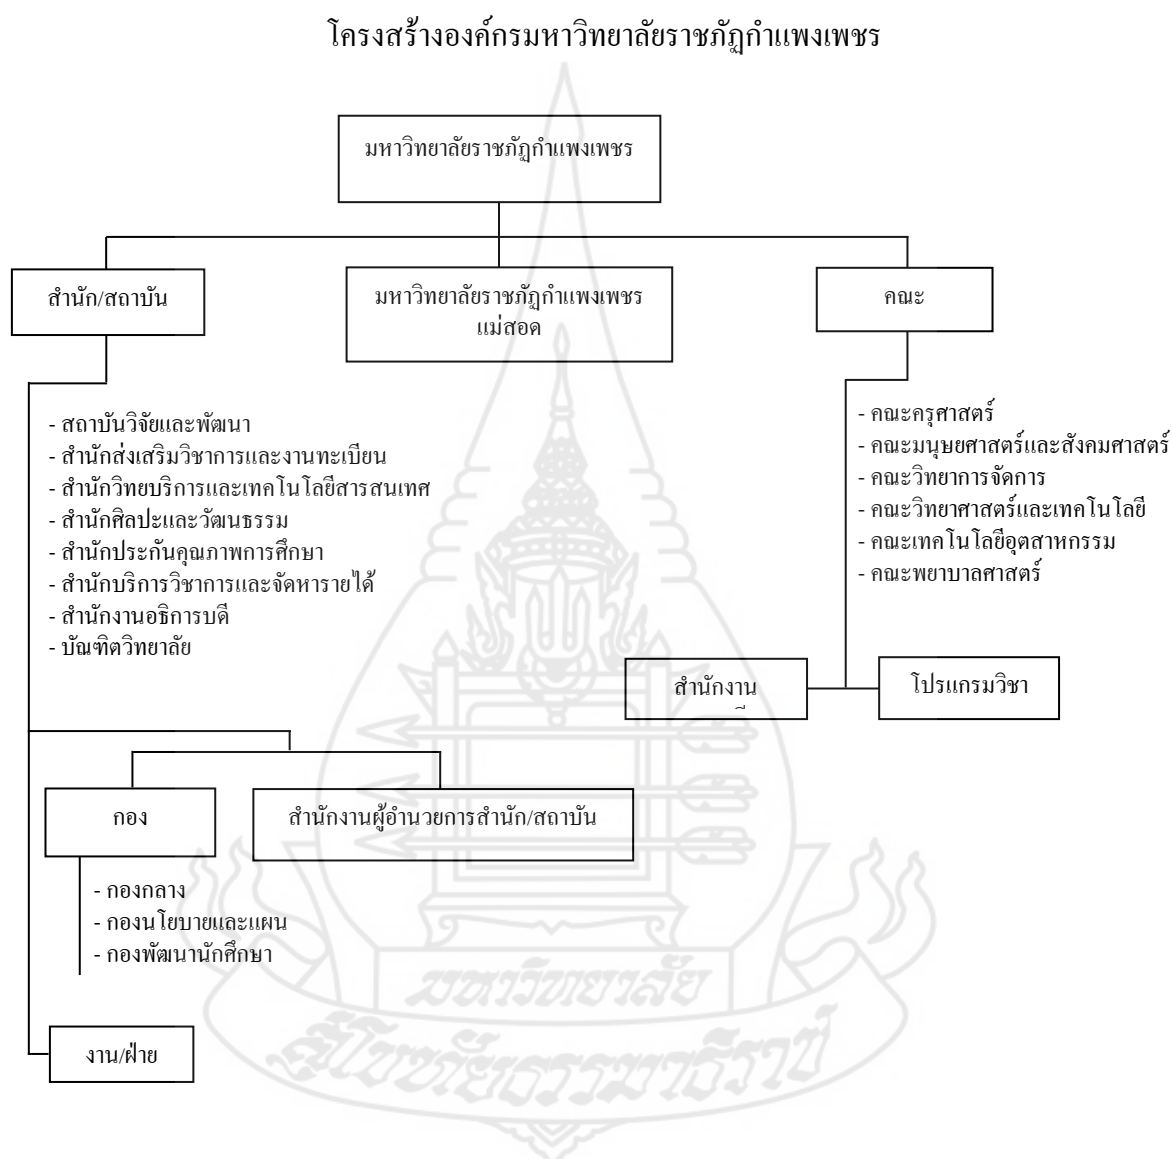 โครงสร้างองค์กรมหาวิทยาลัยราชภัฏกำแพงเพชร
มหาวิทยาลัยราชภัฏกำแพงเพชร
สำนัก/สถาบัน
มหาวิทยาลัยราชภัฏกำแพงเพชร
แม่สอด
คณะ
- สถาบันวิจัยและพัฒนา
- สำนักส่งเสริมวิชาการและงานทะเบียน
- สำนักวิทยบริการและเทคโนโลยีสารสนเทศ
- สำนักศิลปะและวัฒนธรรม
- สำนักประกันคุณภาพการศึกษา
- สำนักบริการวิชาการและจัดหารายได้
- สำนักงานอธิการบดี
- บัณฑิตวิทยาลัย
- คณะครุศาสตร์
- คณะมนุษยศาสตร์และสังคมศาสตร์
- คณะวิทยาการจัดการ
- คณะวิทยาศาสตร์และเทคโนโลยี
- คณะเทคโนโลยีอุตสาหกรรม
- คณะพยาบาลศาสตร์
สำนักงาน
โปรแกรมวิชา
กอง
สำนักงานผู้อำนวยการสำนัก/สถาบัน
- กองกลาง
- กองนโยบายและแผน
- กองพัฒนานักศึกษา
งาน/ฝ่าย
มหาวิทยาลัย
สุโขทัยธรรมาธิราช